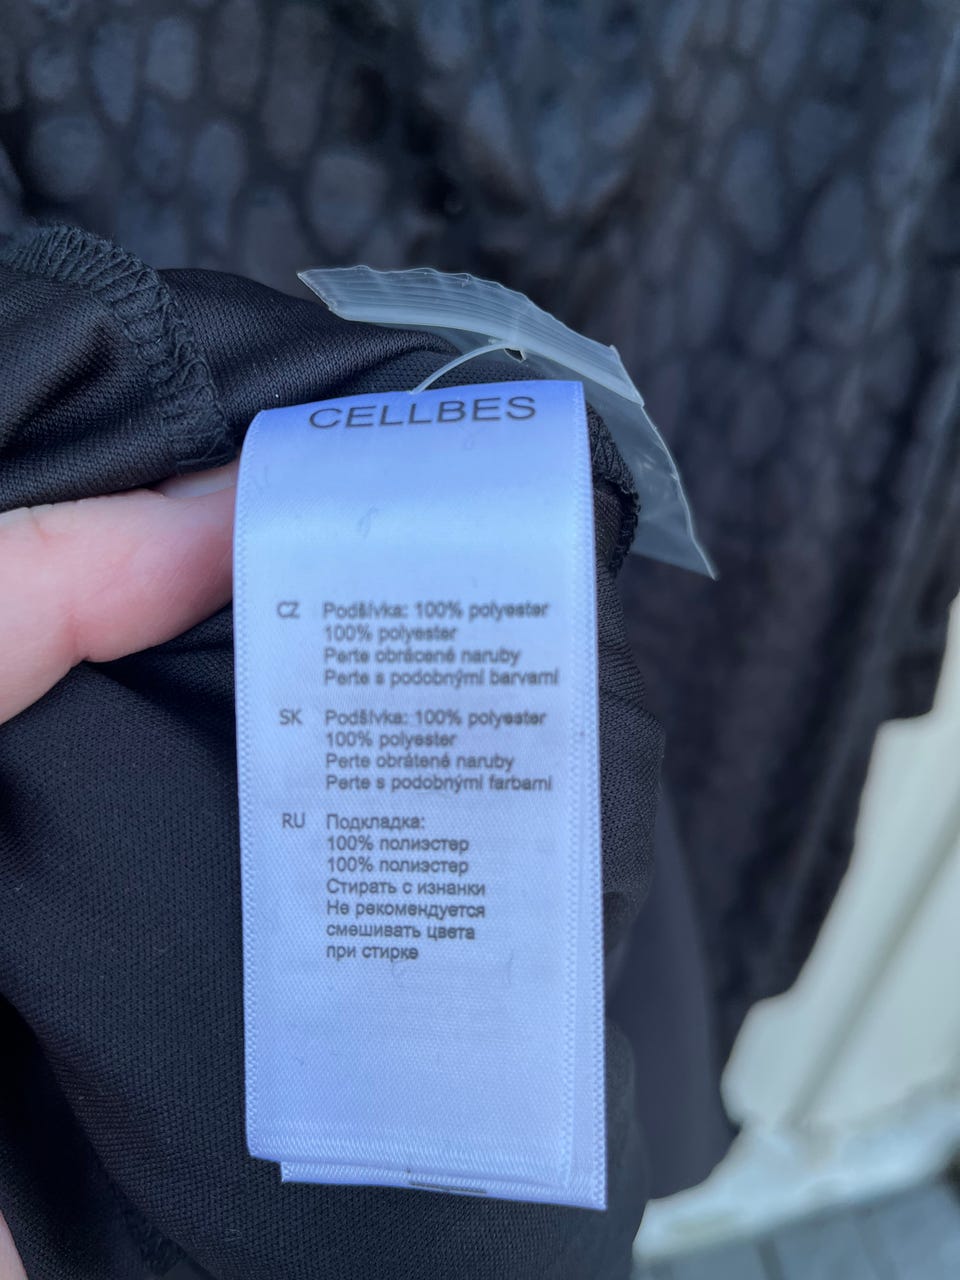 CELLBES
CZ Podšívka: 100% polyester
100% polyester
Perte obrácené naruby
Perte s podobnými barvami
SK Podšívka: 100% polyester
100% polyester
Perte obrátené naruby
Perte s podobnými farbami
RU Подкладка:
100% полиэстер
100% полиэстер
Стирать с изнанки
Не рекомендуется
смешивать цвета
при стирке